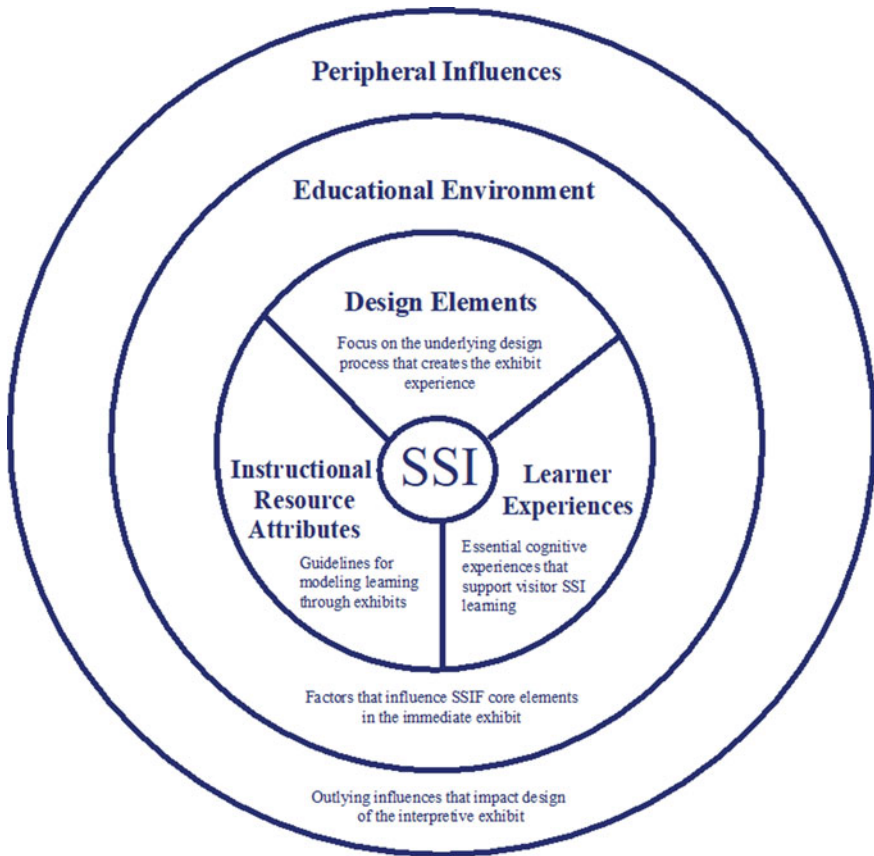 Peripheral Influences
Educational Environment
Design Elements
Focus on the underlying design
process that creates the exhibit
experience
SSI
Instructional
Resource
Attributes
Guidelines for
modeling learning
through exhibits
Learner
Experiences
Essential cognitive
experiences that
support visitor SSI
learning
Factors that influence SSIF core elements
in the immediate exhibit
Outlying influences that impact design
of the interpretive exhibit